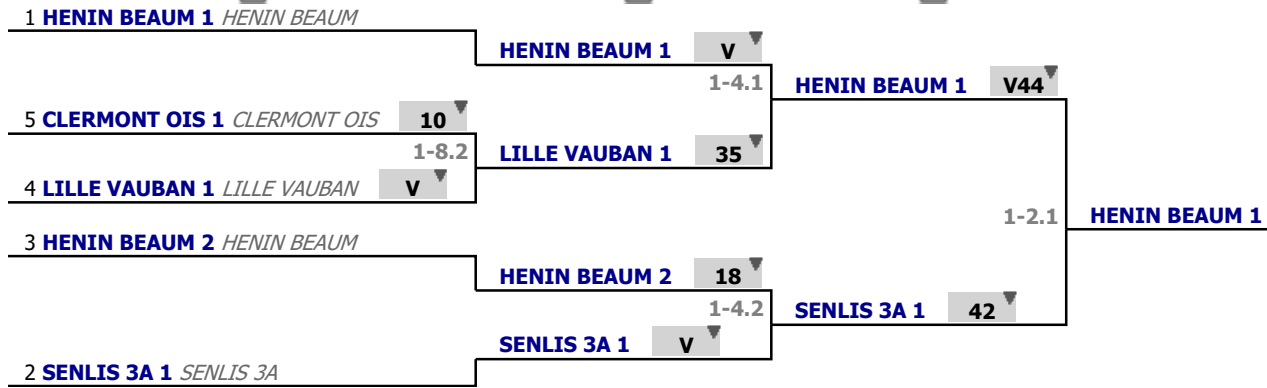 1 HENIN BEAUM 1 HENIN BEAUM
HENIN BEAUM 1 V
1-4.1
HENIN BEAUM 1 V44
5 CLERMONT OIS 1 CLERMONT OIS 10
1-8.2
LILLE VAUBAN 1 35
4 LILLE VAUBAN 1 LILLE VAUBAN V
1-2.1
HENIN BEAUM 1
3 HENIN BEAUM 2 HENIN BEAUM
HENIN BEAUM 2 18
1-4.2
SENLIS 3A 1 42
SENLIS 3A 1 V
2 SENLIS 3A 1 SENLIS 3A